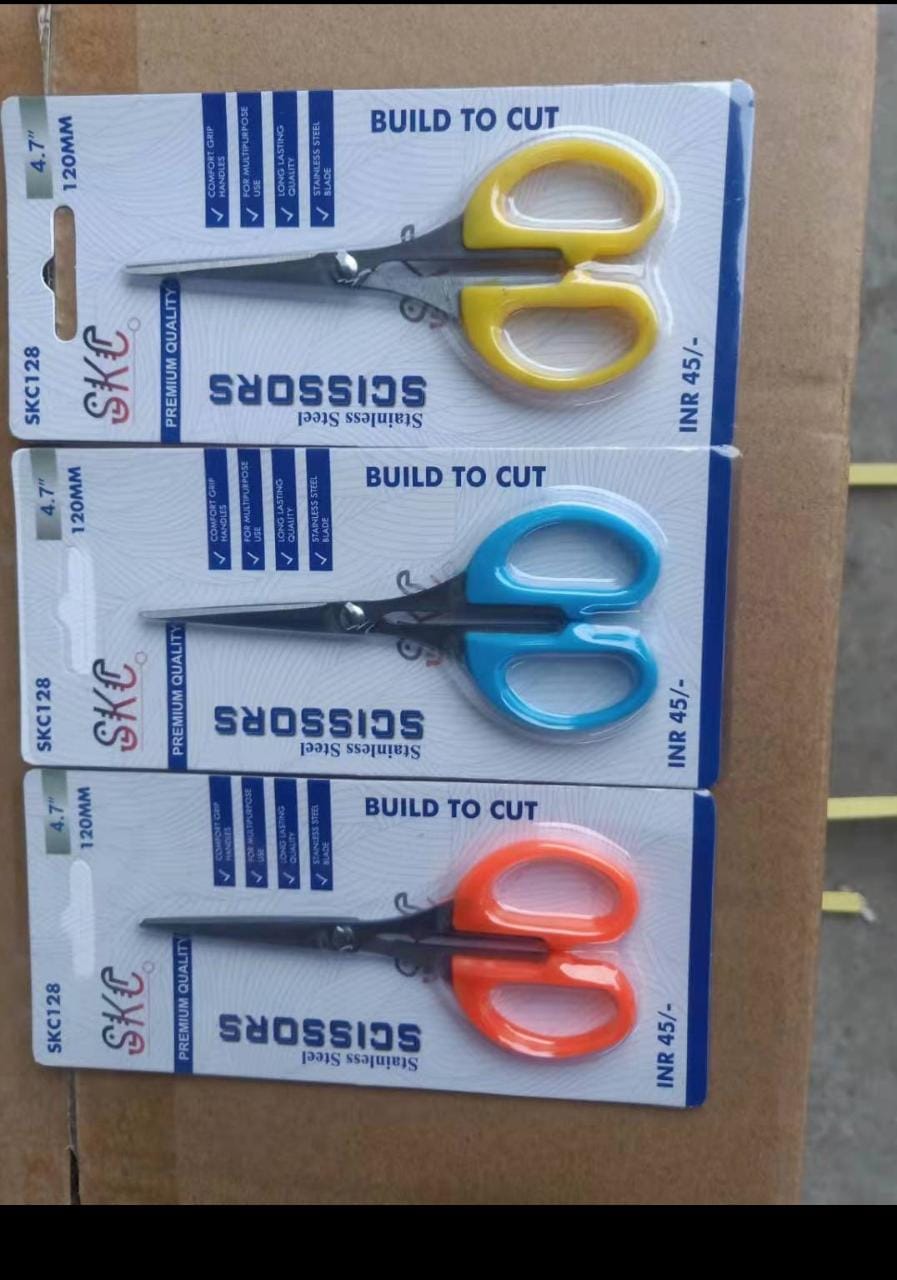 4.7"
120MM
COMFORT GRIP
HANDLES
FOR MULTIPURPOSE
USE
LONG LASTING
QUALITY
STAINLESS STEEL
BLADE
BUILD TO CUT
SKC128
SKC
PREMIUM QUALITY
Stainless Steel
SCISSORS
INR 45/-
4.7"
120MM
COMFORT GRIP
HANDLES
FOR MULTIPURPOSE
USE
LONG LASTING
QUALITY
STAINLESS STEEL
BLADE
BUILD TO CUT
SKC128
SKC
PREMIUM QUALITY
Stainless Steel
SCISSORS
INR 45/-
4.7"
120MM
COMFORT GRIP
HANDLES
FOR MULTIPURPOSE
USE
LONG LASTING
QUALITY
STAINLESS STEEL
BLADE
BUILD TO CUT
SKC128
SKC
PREMIUM QUALITY
Stainless Steel
SCISSORS
INR 45/-